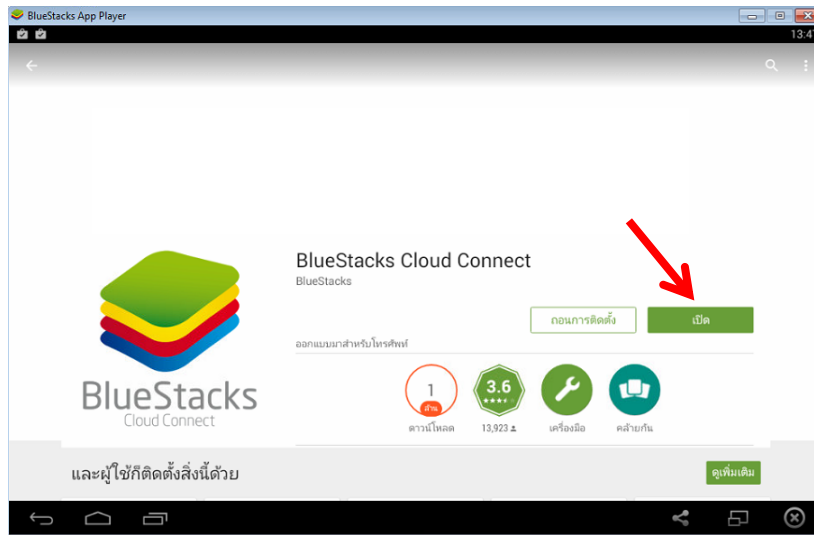 BlueStacks App Player
13:47
BlueStacks Cloud Connect
BlueStacks
ถอนการติดตั้ง
เปิด
ออกแบบมาสำหรับโทรศัพท์
1
ล้าน
3.6
ดาวน์โหลด
13,923
เครื่องมือ
คล้ายกัน
BlueStacks
Cloud Connect
และผู้ใช้ก็ติดตั้งสิ่งนี้ด้วย
ดูเพิ่มเติม